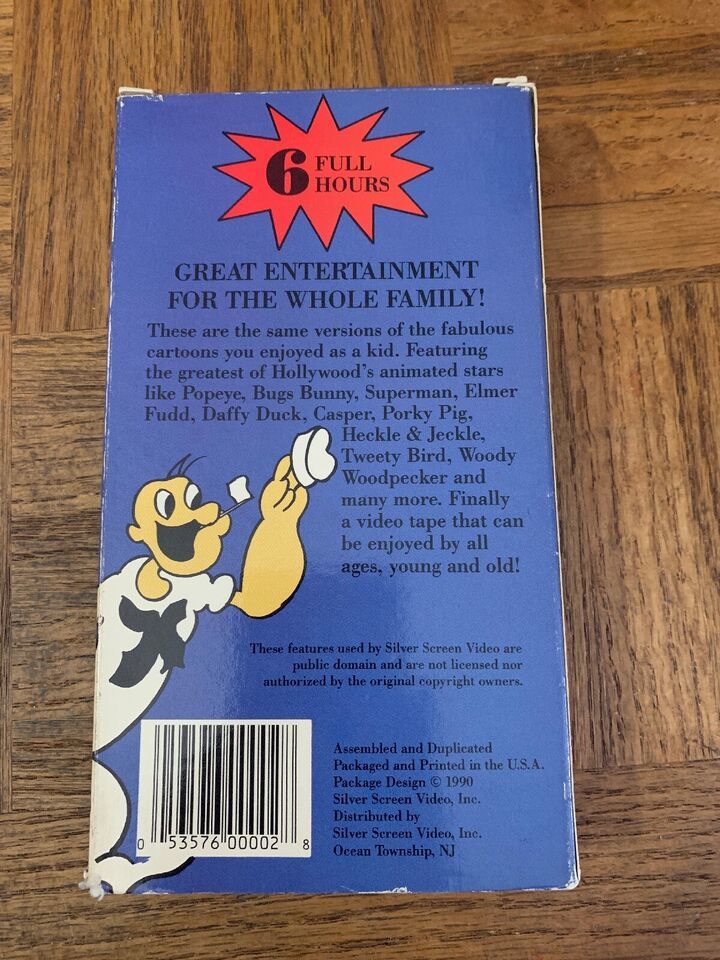 6 FULL
HOURS
GREAT ENTERTAINMENT
FOR THE WHOLE FAMILY!
These are the same versions of the fabulous
cartoons you enjoyed as a kid. Featuring
the greatest of Hollywood's animated stars
like Popeye, Bugs Bunny, Superman, Elmer
Fudd, Daffy Duck, Casper, Porky Pig,
Heckle & Jeckle,
Tweety Bird, Woody
Woodpecker and
many more. Finally
a video tape that can
be enjoyed by all
ages, young and old!
These features used by Silver Screen Video are
public domain and are not licensed nor
authorized by the original copyright owners.
Assembled and Duplicated
Packaged and Printed in the U.S.A.
Package Design © 1990
Silver Screen Video, Inc.
Distributed by
Silver Screen Video, Inc.
Ocean Township, NJ
0 53576 00002 8